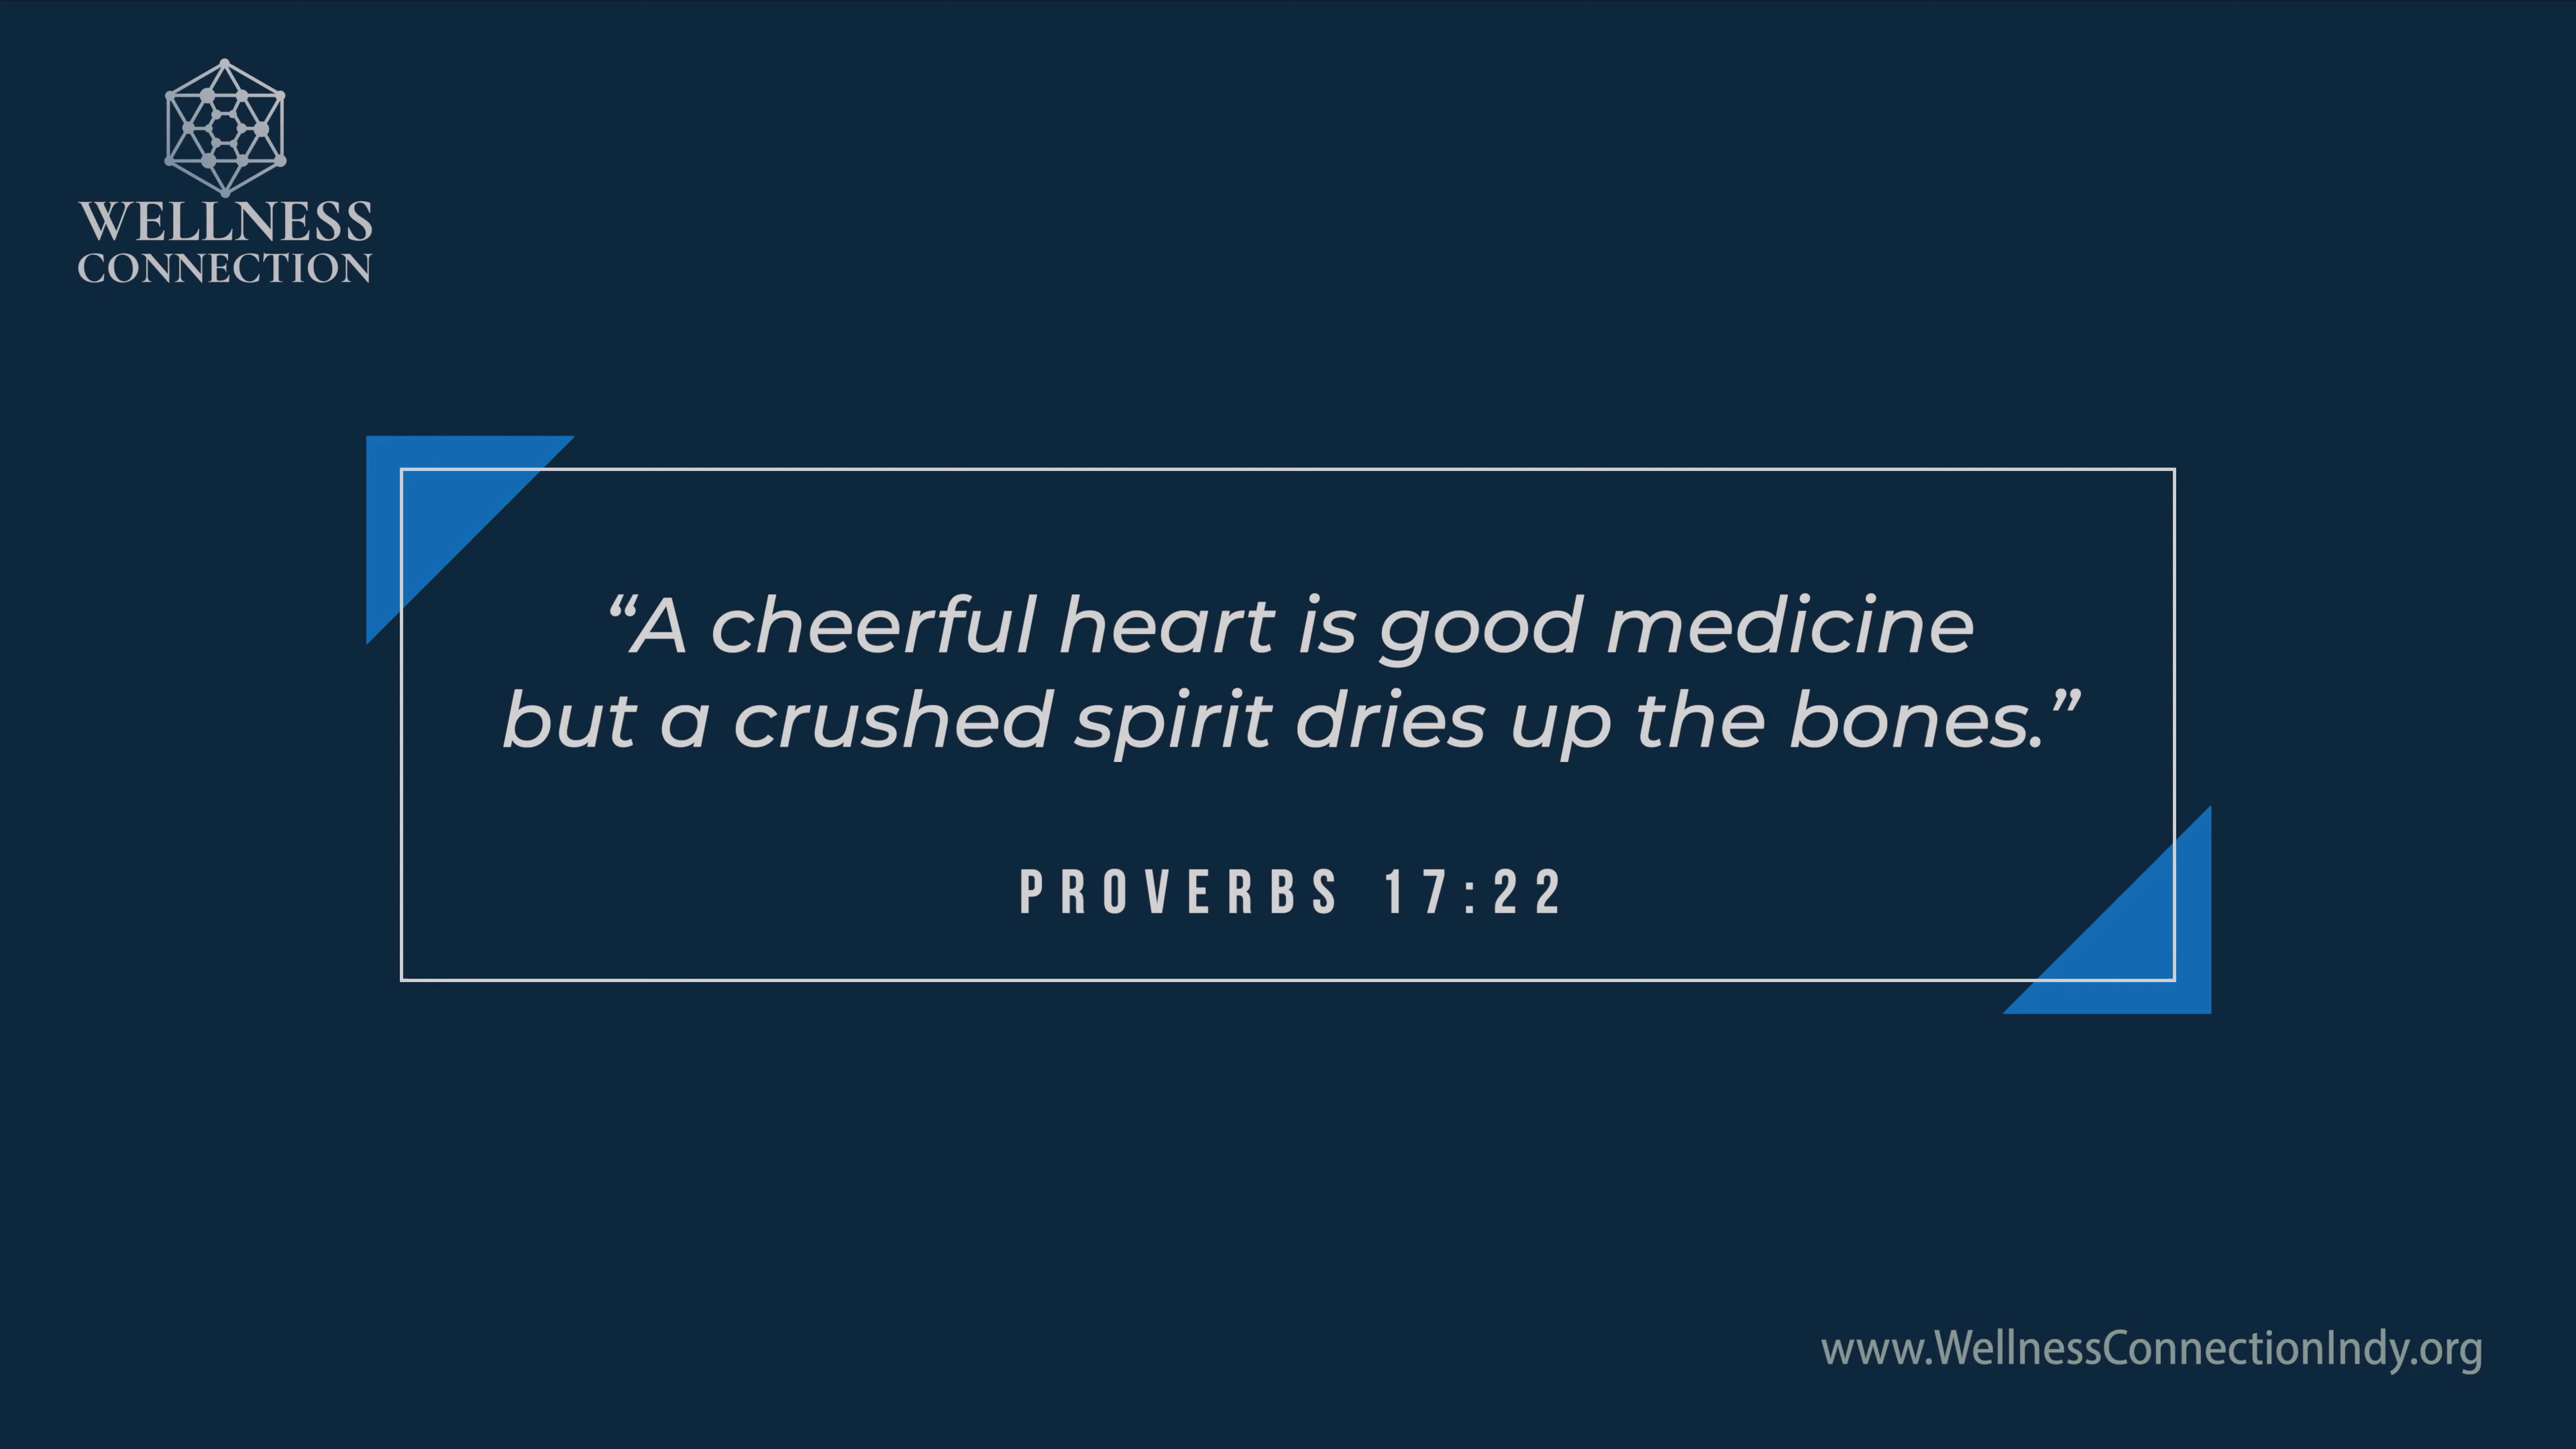 WELLNESS
CONNECTION
“A cheerful heart is good medicine
but a crushed spirit dries up the bones.”
PROVERBS 17:22
www.WellnessConnectionIndy.org